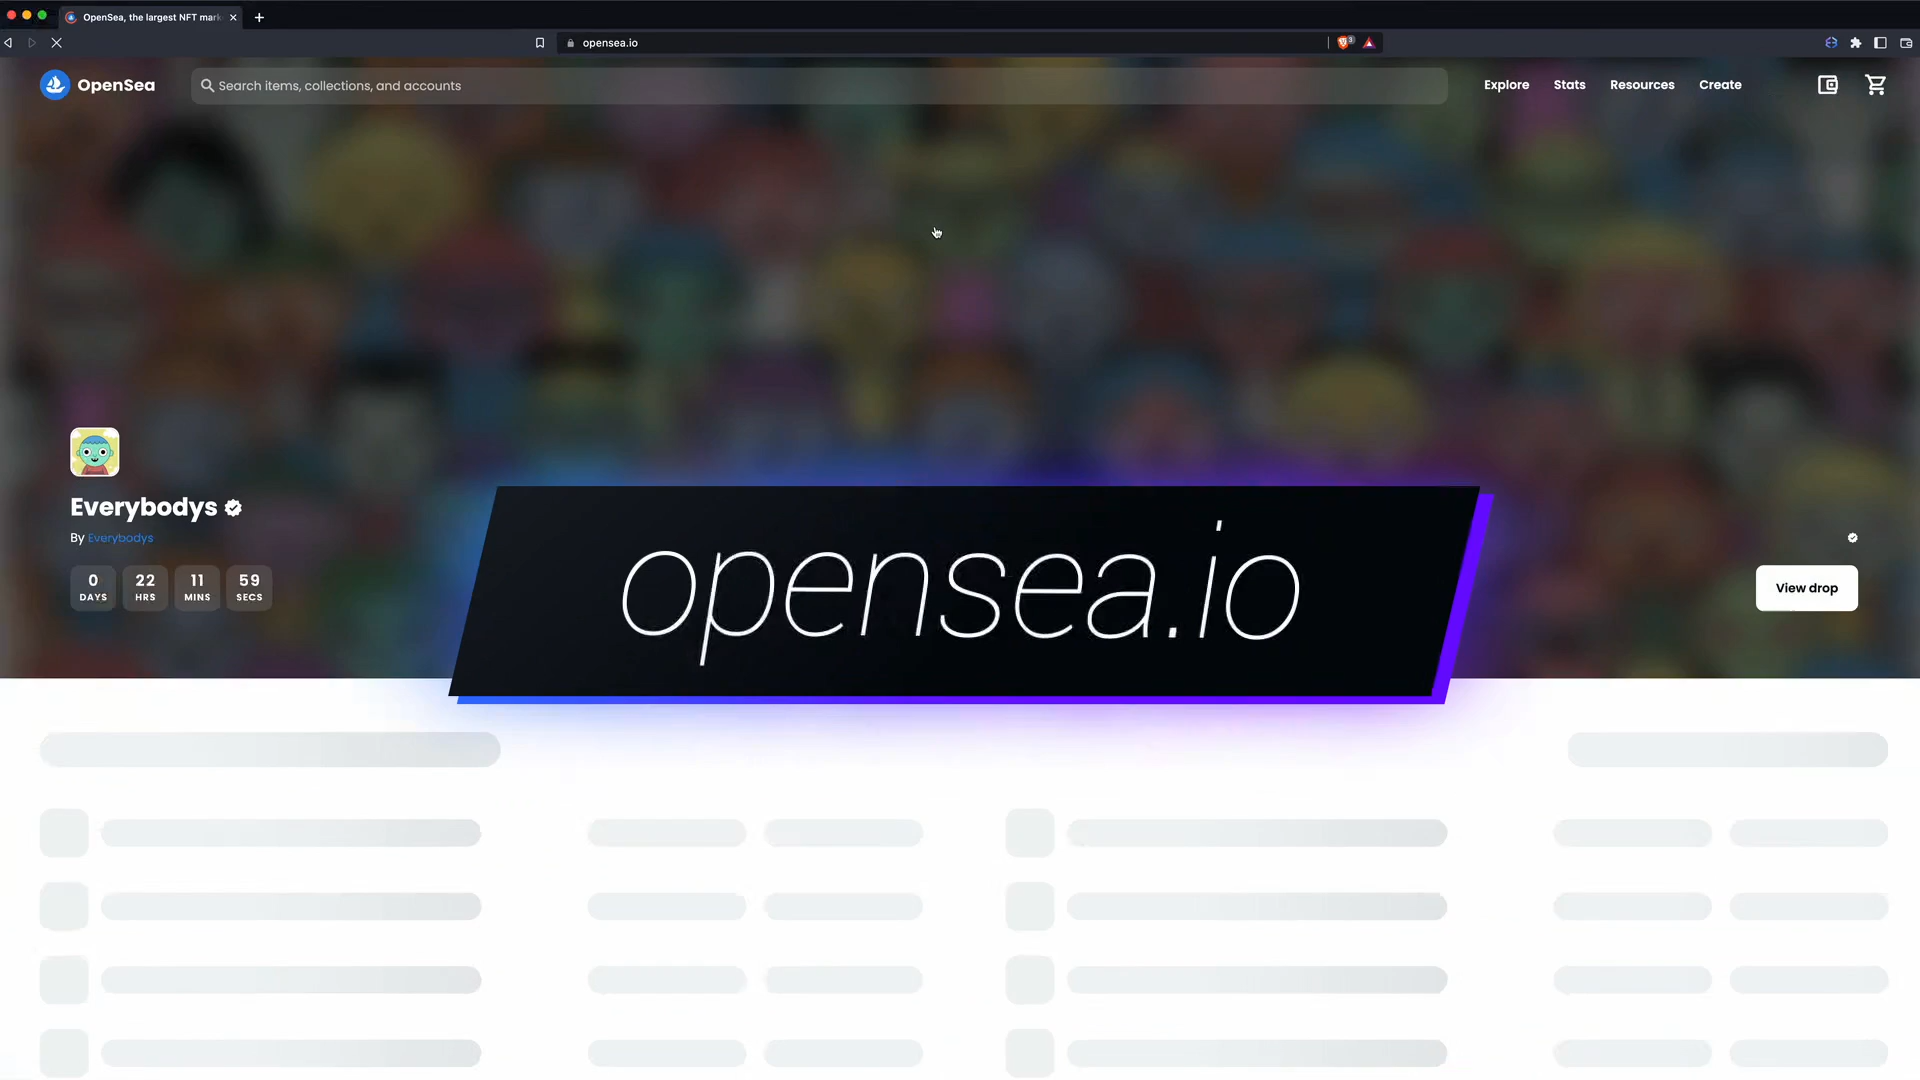 OpenSea, the largest NFT mark
opensea.io
3
OpenSea
Search items, collections, and accounts
Explore Stats Resources Create
Everybodys
By Everybodys
0 22 11 59
DAYS HRS MINS SECS
View drop
opensea.io